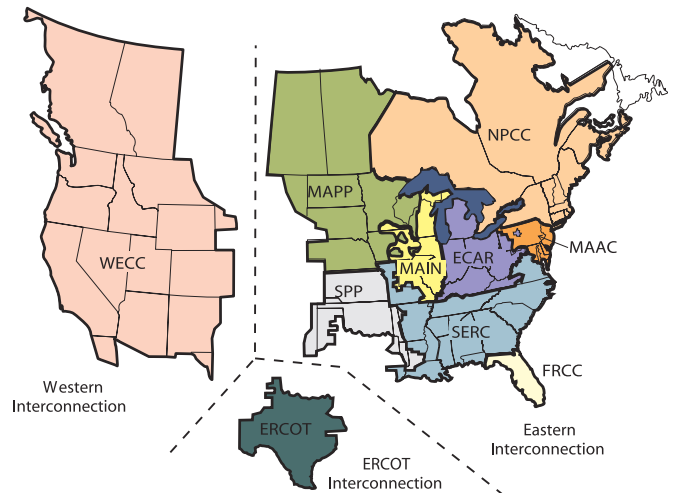 NPCC
MAPP
MAAC
ECAR
MAIN
WECC
SPP
SERC
FRCC
Western
Interconnection
ERCOT
Eastern
Interconnection
ERCOT
Interconnection